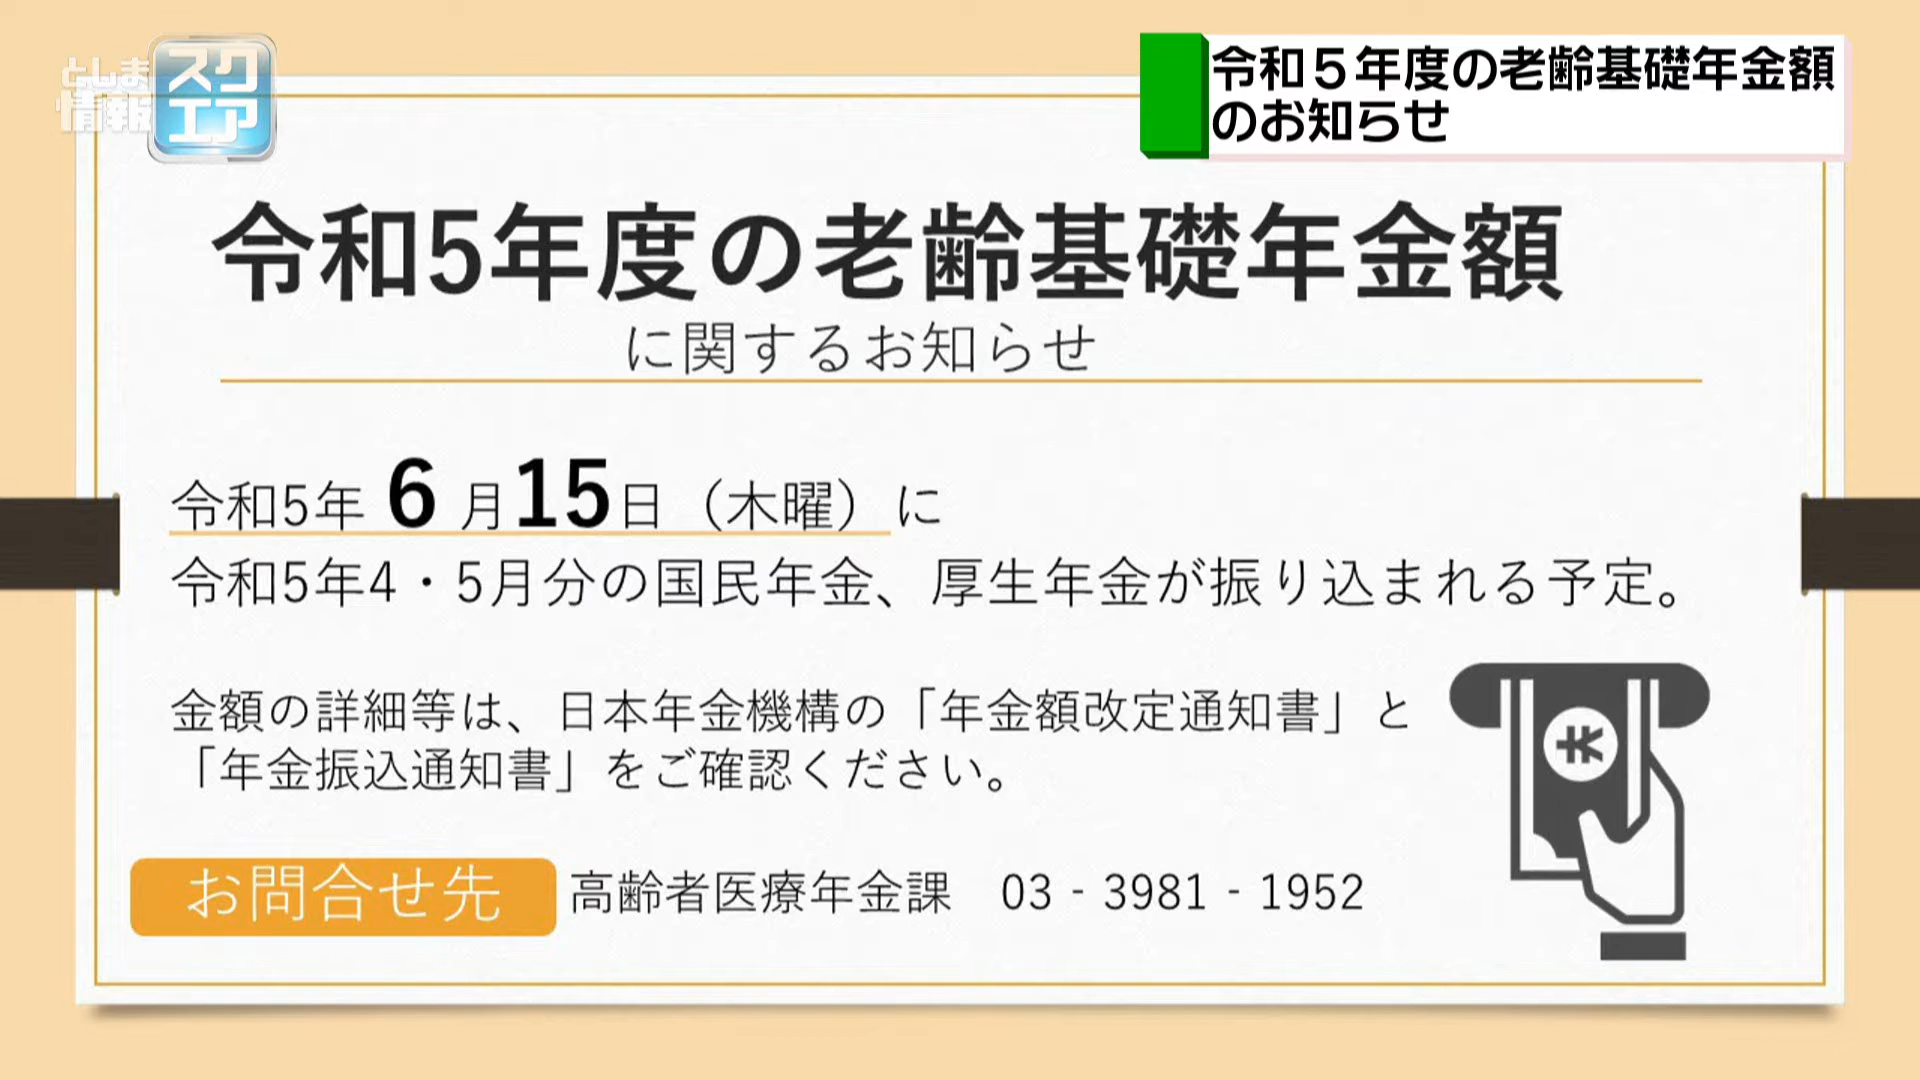 としま
情報
スク
エア
令和５年度の老齢基礎年金額
のお知らせ
令和5年度の老齢基礎年金額
に関するお知らせ
令和5年 6 月15日（木曜）に
令和5年4・5月分の国民年金、厚生年金が振り込まれる予定。
金額の詳細等は、日本年金機構の「年金額改定通知書」と
「年金振込通知書」をご確認ください。
お問合せ先 高齢者医療年金課 03 - 3981 - 1952